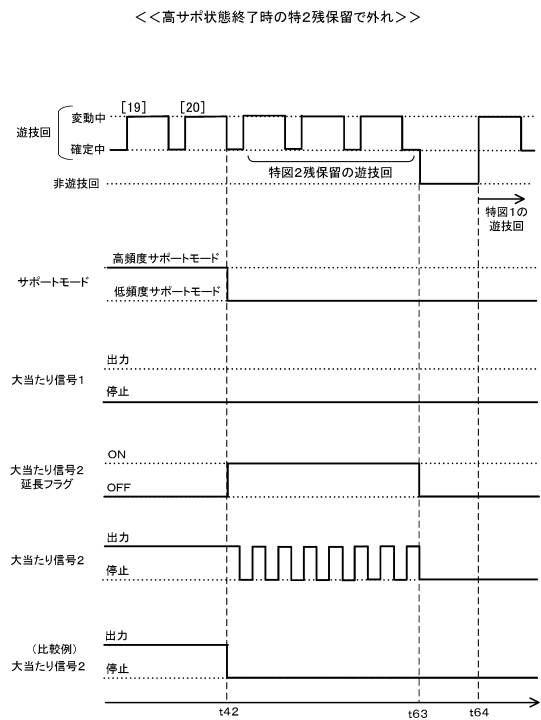 ＜＜高サポ状態終了時の特２残保留で外れ＞＞
[19]
[20]
遊技回
変動中
確定中
非遊技回
特図２残保留の遊技回
特図１の
遊技回
サポートモード
高頻度サポートモード
低頻度サポートモード
大当たり信号１
出力
停止
大当たり信号２
延長フラグ
ON
OFF
大当たり信号２
出力
停止
（比較例）
大当たり信号２
出力
停止
t42
t63
t64